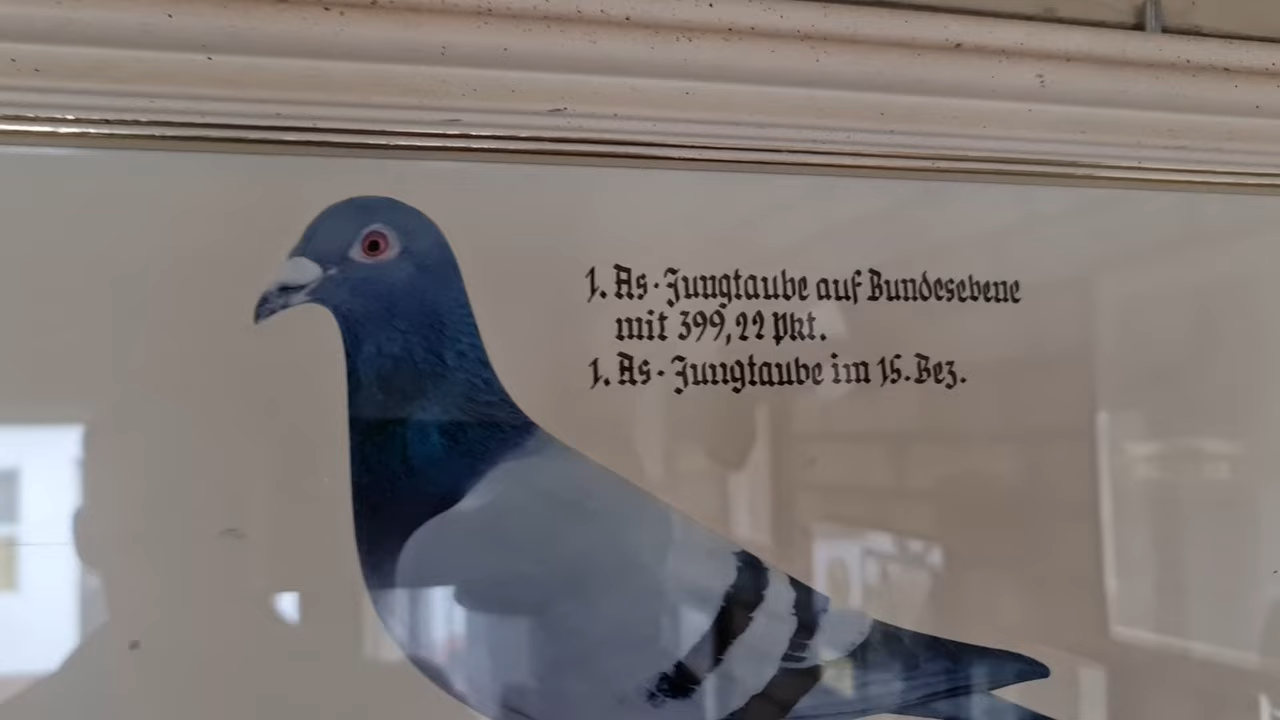 1. As-Jungtaube auf Bundesebene
mit 399,22 Pkt.
1. As-Jungtaube im 15. Bez.